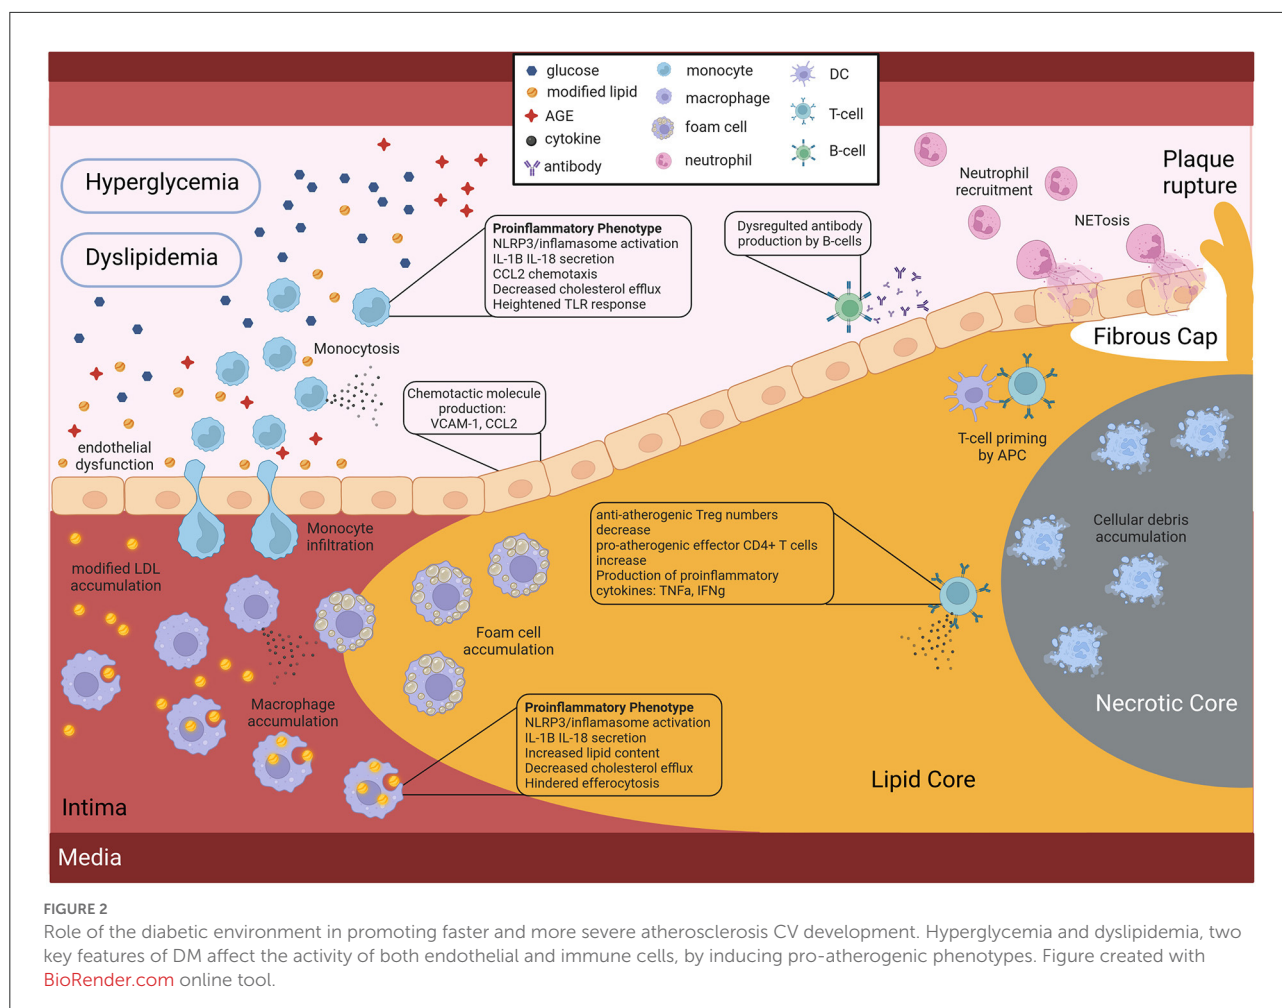 glucose
modified lipid
AGE
cytokine
antibody
monocyte
macrophage
foam cell
neutrophil
DC
T-cell
B-cell
Hyperglycemia
Dyslipidemia
Proinflammatory Phenotype
NLRP3/inflamasome activation
IL-1B IL-18 secretion
CCL2 chemotaxis
Decreased cholesterol efflux
Heightened TLR response
Dysregulted antibody
production by B-cells
Neutrophil
recruitment
NETosis
Plaque
rupture
Fibrous Cap
Monocytosis
Chemotactic molecule
production:
VCAM-1, CCL2
endothelial
dysfunction
T-cell priming
by APC
Monocyte
infiltration
modified LDL
accumulation
anti-atherogenic Treg numbers
decrease
pro-atherogenic effector CD4+ T cells
increase
Production of proinflammatory
cytokines: TNFa, IFNg
Cellular debris
accumulation
Foam cell
accumulation
Macrophage
accumulation
Necrotic Core
Proinflammatory Phenotype
NLRP3/inflamasome activation
IL-1B IL-18 secretion
Increased lipid content
Decreased cholesterol efflux
Hindered efferocytosis
Lipid Core
Intima
Media
FIGURE 2
Role of the diabetic environment in promoting faster and more severe atherosclerosis CV development. Hyperglycemia and dyslipidemia, two
key features of DM affect the activity of both endothelial and immune cells, by inducing pro-atherogenic phenotypes. Figure created with
BioRender.com online tool.